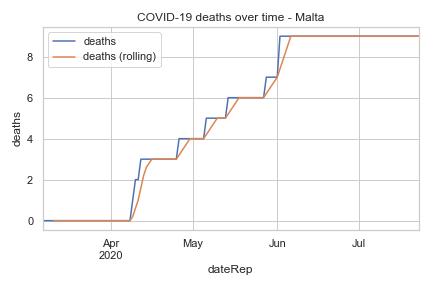 COVID-19 deaths over time - Malta
deaths
deaths (rolling)
8
6
4
2
0
deaths
Apr
2020
May
Jun
Jul
dateRep